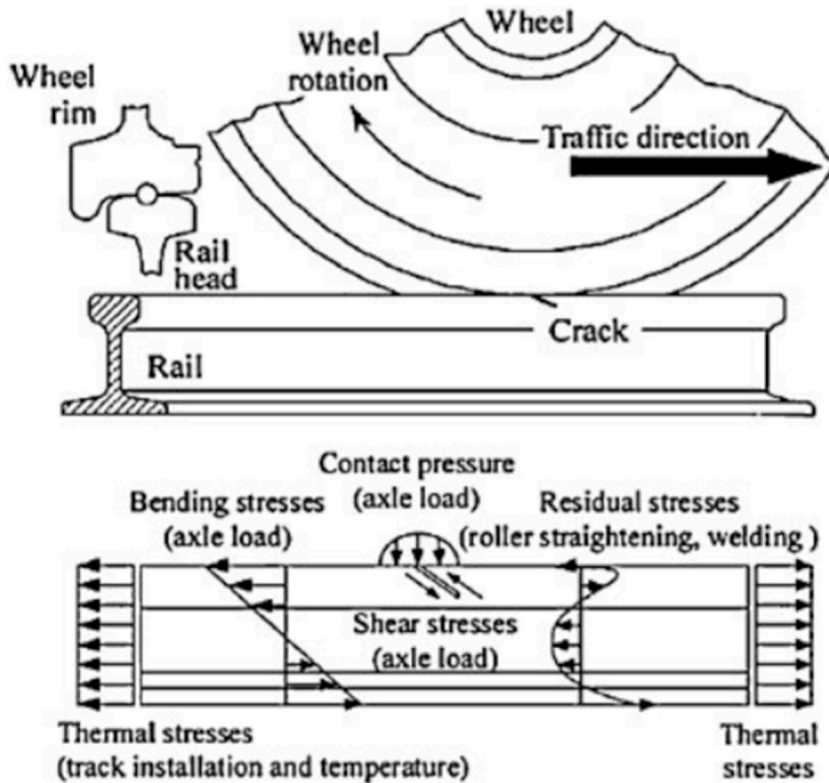 Wheel
Wheel
rotation
Wheel
rim
Traffic direction
Rail
head
Crack
Rail
Contact pressure
(axle load)
Bending stresses
(axle load)
Residual stresses
(roller straightening, welding )
Shear stresses
(axle load)
Thermal stresses
(track installation and temperature)
Thermal
stresses